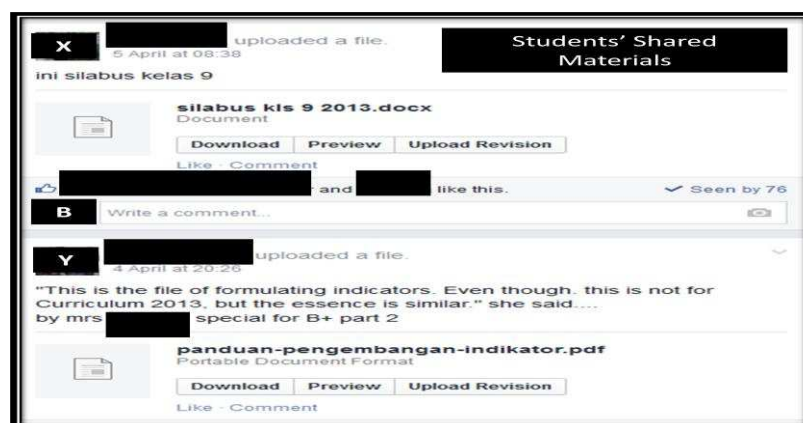 X
uploaded a file.
Students' Shared
Materials
5 April at 08:38
ini silabus kelas 9
silabus kls 9 2013.docx
Document
Download Preview Upload Revision
Like · Comment
and
like this.
Seen by 76
B
Write a comment...
Y
uploaded a file.
4 April at 20:26
"This is the file of formulating indicators. Even though. this is not for
Curriculum 2013, but the essence is similar." she said....
by mrs
special for B+ part 2
panduan-pengembangan-indikator.pdf
Portable Document Format
Download Preview Upload Revision
Like · Comment